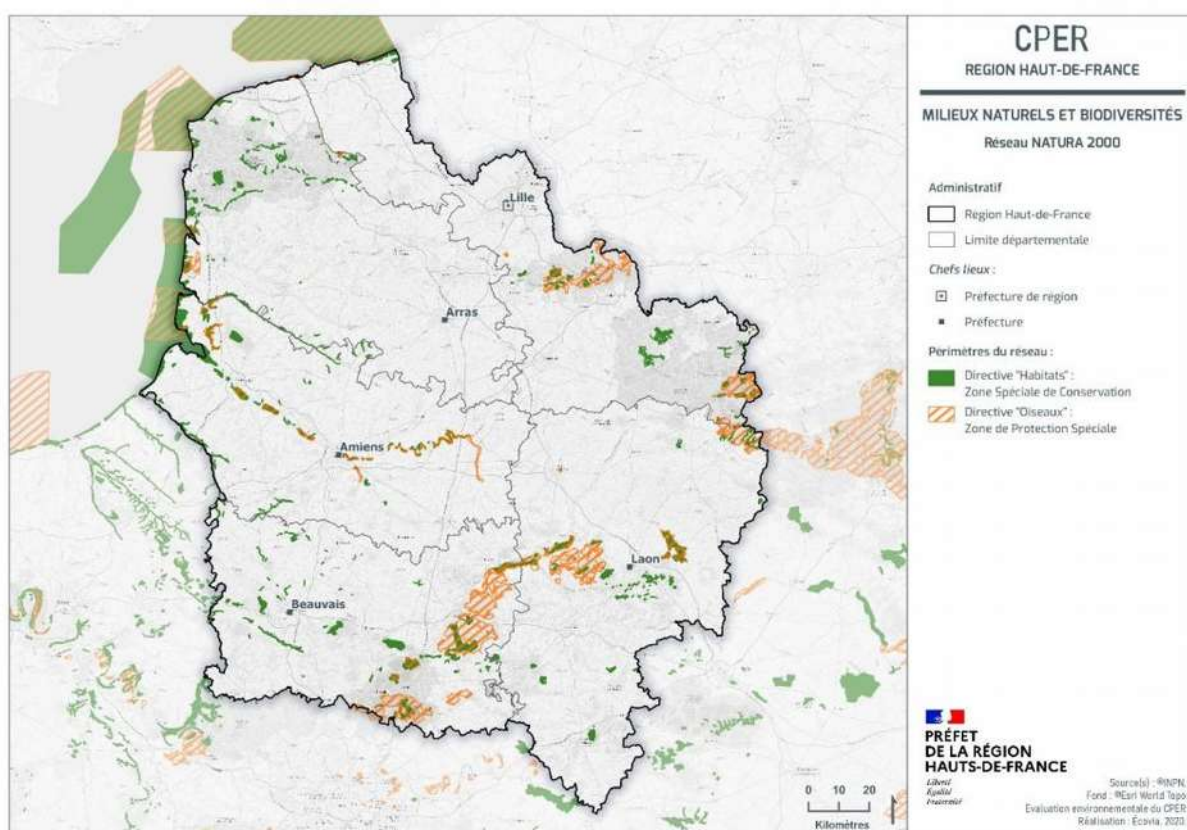 CPER
REGION HAUT-DE-FRANCE
MILIEUX NATURELS ET BIODIVERSITÉS
Réseau NATURA 2000
Administratif
Region Haut-de-France
Limite départementale
Chefs lieux :
Préfecture de région
Préfecture
Périmètres du réseau :
Directive "Habitats" :
Zone Spéciale de Conservation
Directive "Oiseaux" :
Zone de Protection Spéciale
Lille
Arras
Amiens
Laon
Beauvais
0 10 20
Kilomètres
PRÉFET
DE LA RÉGION
HAUTS-DE-FRANCE
Liberté
Égalité
Fraternité
Source(s) : ©INPN,
Fond : ©Esri World Topo
Evaluation environnementale du CPER
Réalisation : Écovia, 2020.